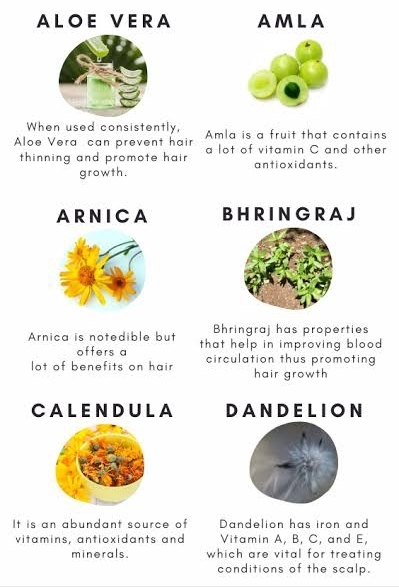 ALOE VERA
When used consistently,
Aloe Vera can prevent hair
thinning and promote hair
growth.
AMLA
Amla is a fruit that contains
a lot of vitamin C and other
antioxidants.
ARNICA
Arnica is notedible but
offers a
lot of benefits on hair
BHRINGRAJ
Bhringraj has properties
that help in improving blood
circulation thus promoting
hair growth
CALENDULA
It is an abundant source of
vitamins, antioxidants and
minerals.
DANDELION
Dandelion has iron and
Vitamin A, B, C, and E,
which are vital for treating
conditions of the scalp.